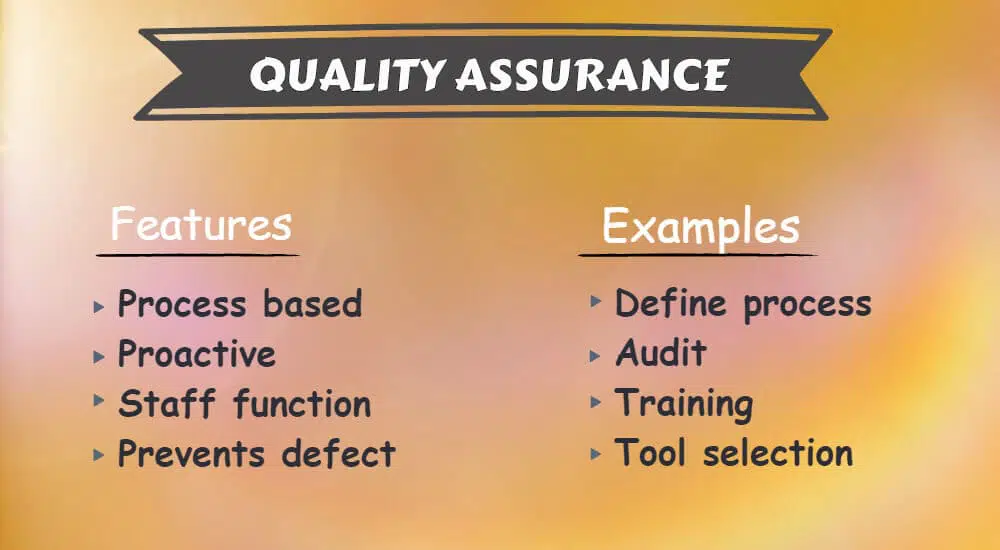 QUALITY ASSURANCE
Features
Process based
Proactive
Staff function
Prevents defect
Examples
Define process
Audit
Training
Tool selection